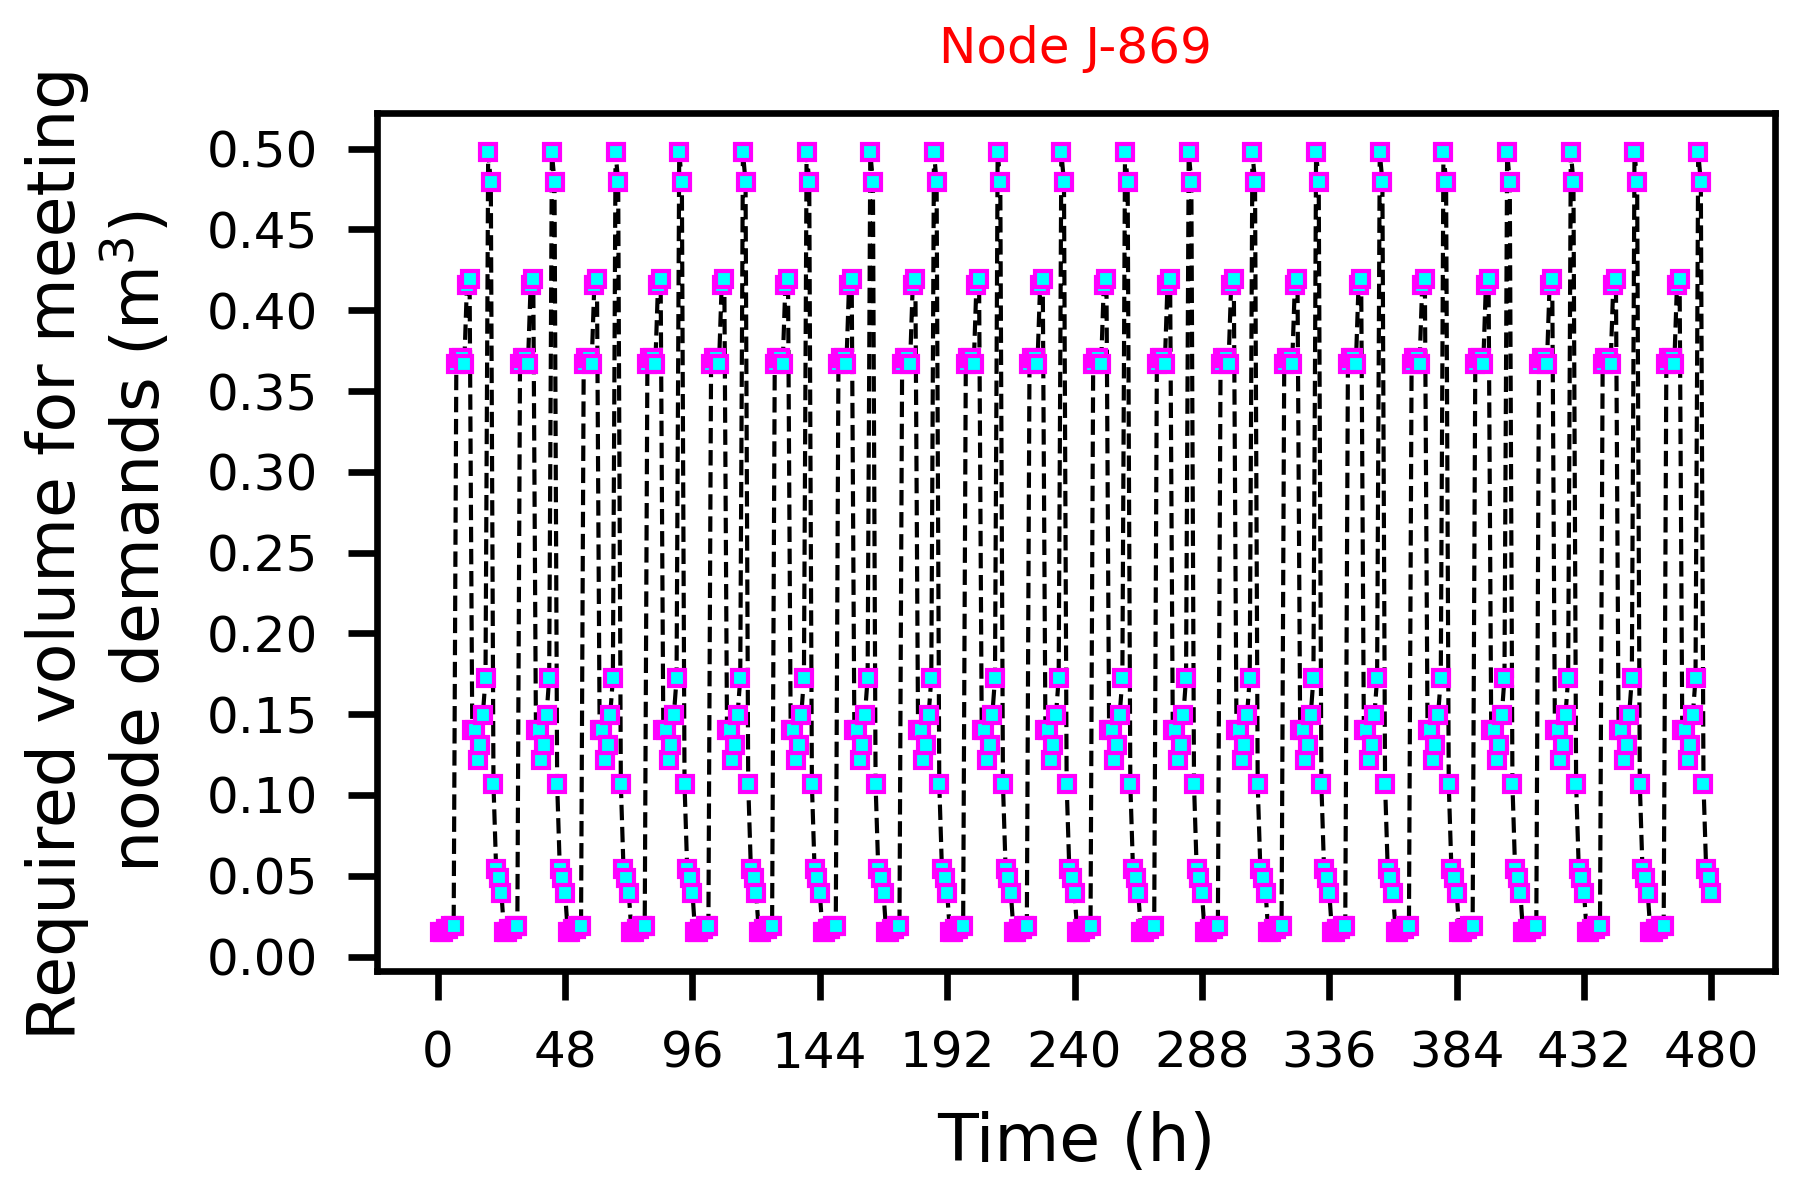 Node J-869
Required volume for meeting
node demands (m³)
0.50
0.45
0.40
0.35
0.30
0.25
0.20
0.15
0.10
0.05
0.00
0 48 96 144 192 240 288 336 384 432 480
Time (h)